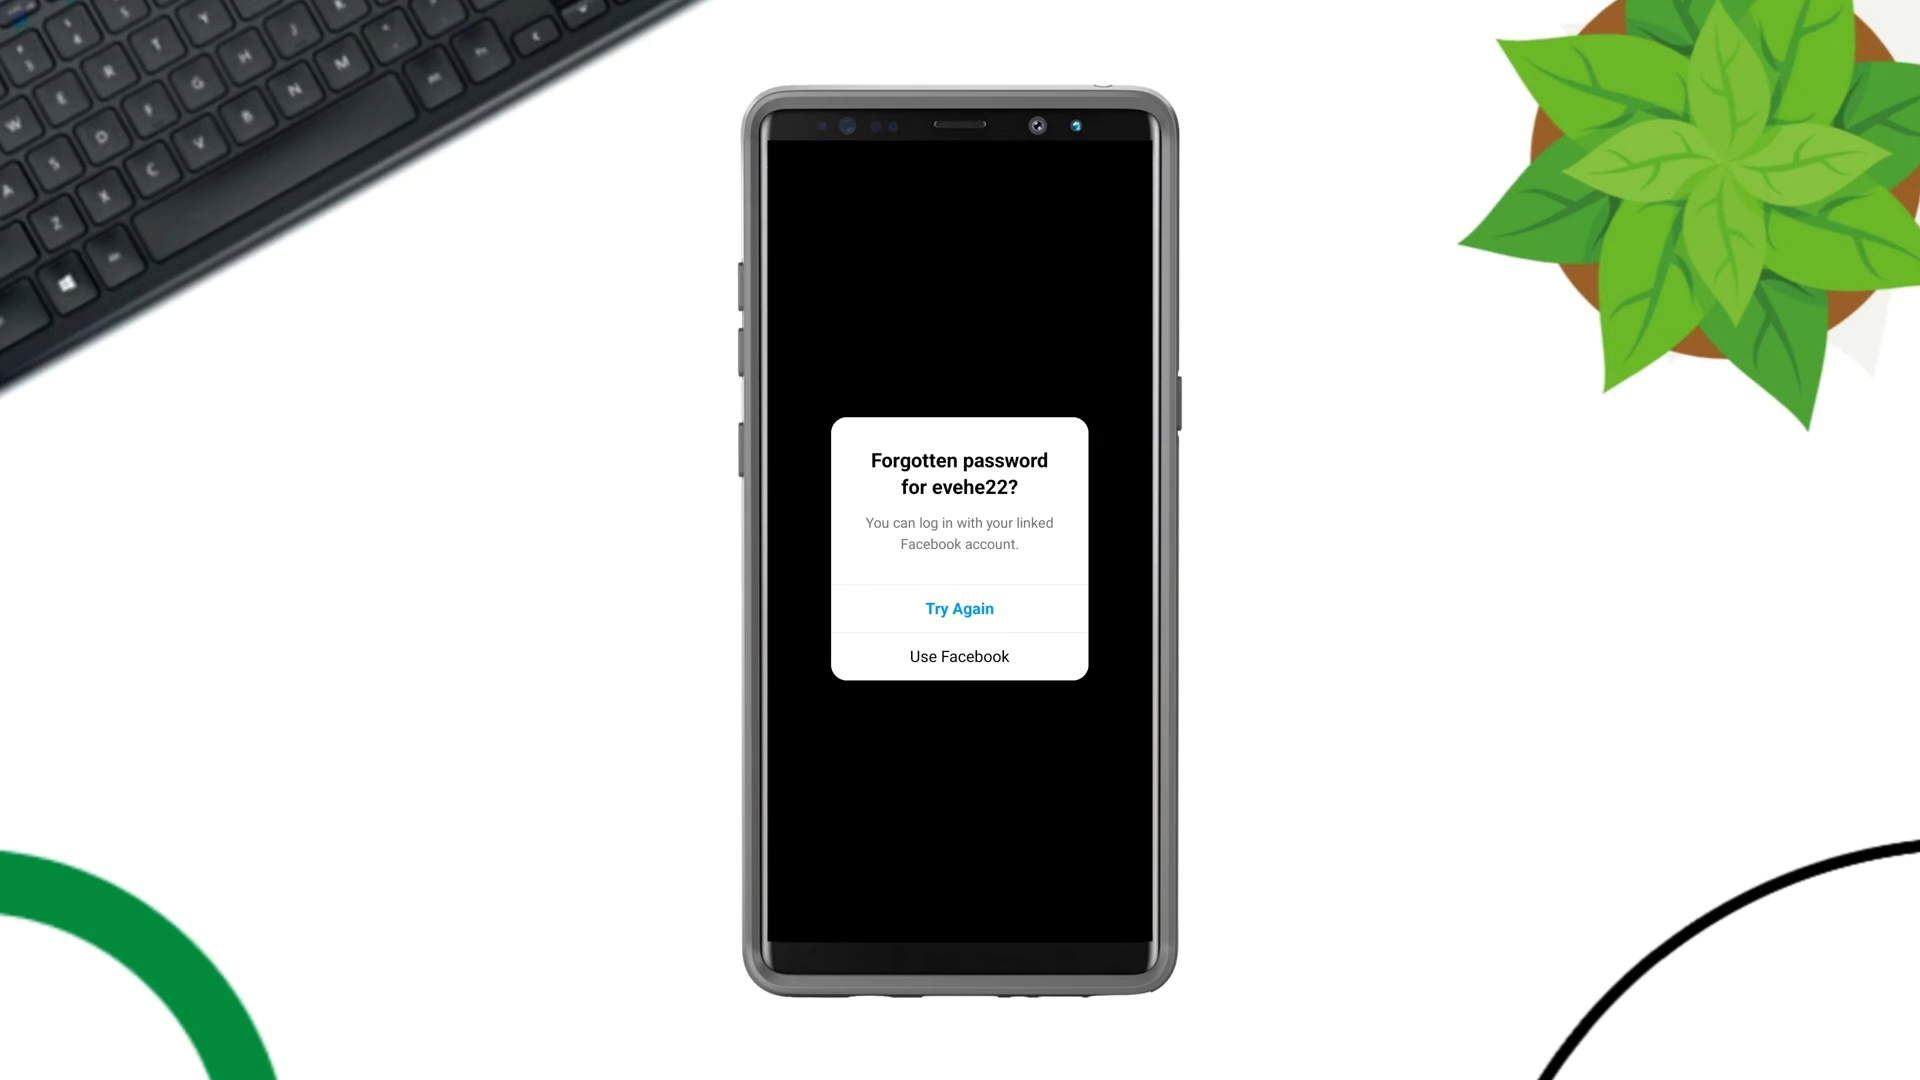 Forgotten password
for evehe22?
You can log in with your linked
Facebook account.
Try Again
Use Facebook